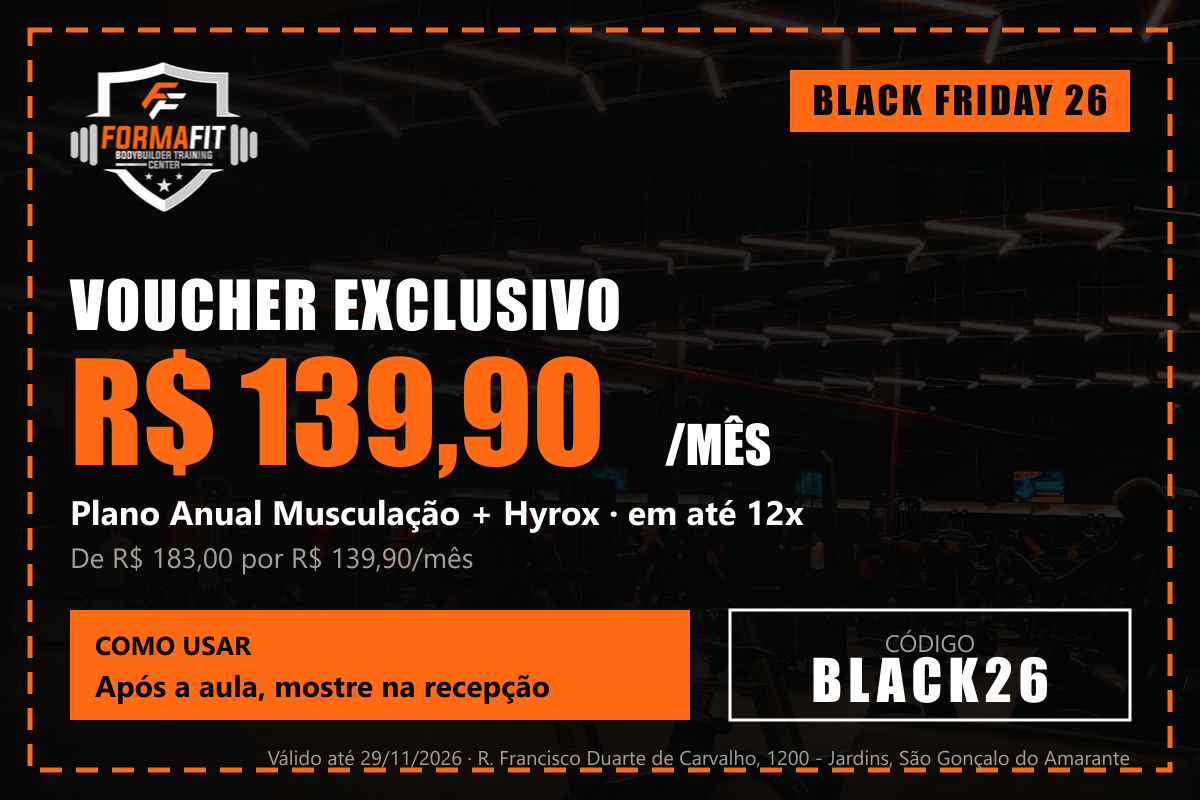 FORMAFIT
BODYBUILDER TRAINING
CENTER
BLACK FRIDAY 26
VOUCHER EXCLUSIVO
R$ 139,90 /MÊS
Plano Anual Musculação + Hyrox · em até 12x
De R$ 183,00 por R$ 139,90/mês
COMO USAR
Após a aula, mostre na recepção
CÓDIGO
BLACK26
Válido até 29/11/2026 · R. Francisco Duarte de Carvalho, 1200 - Jardins, São Gonçalo do Amarante